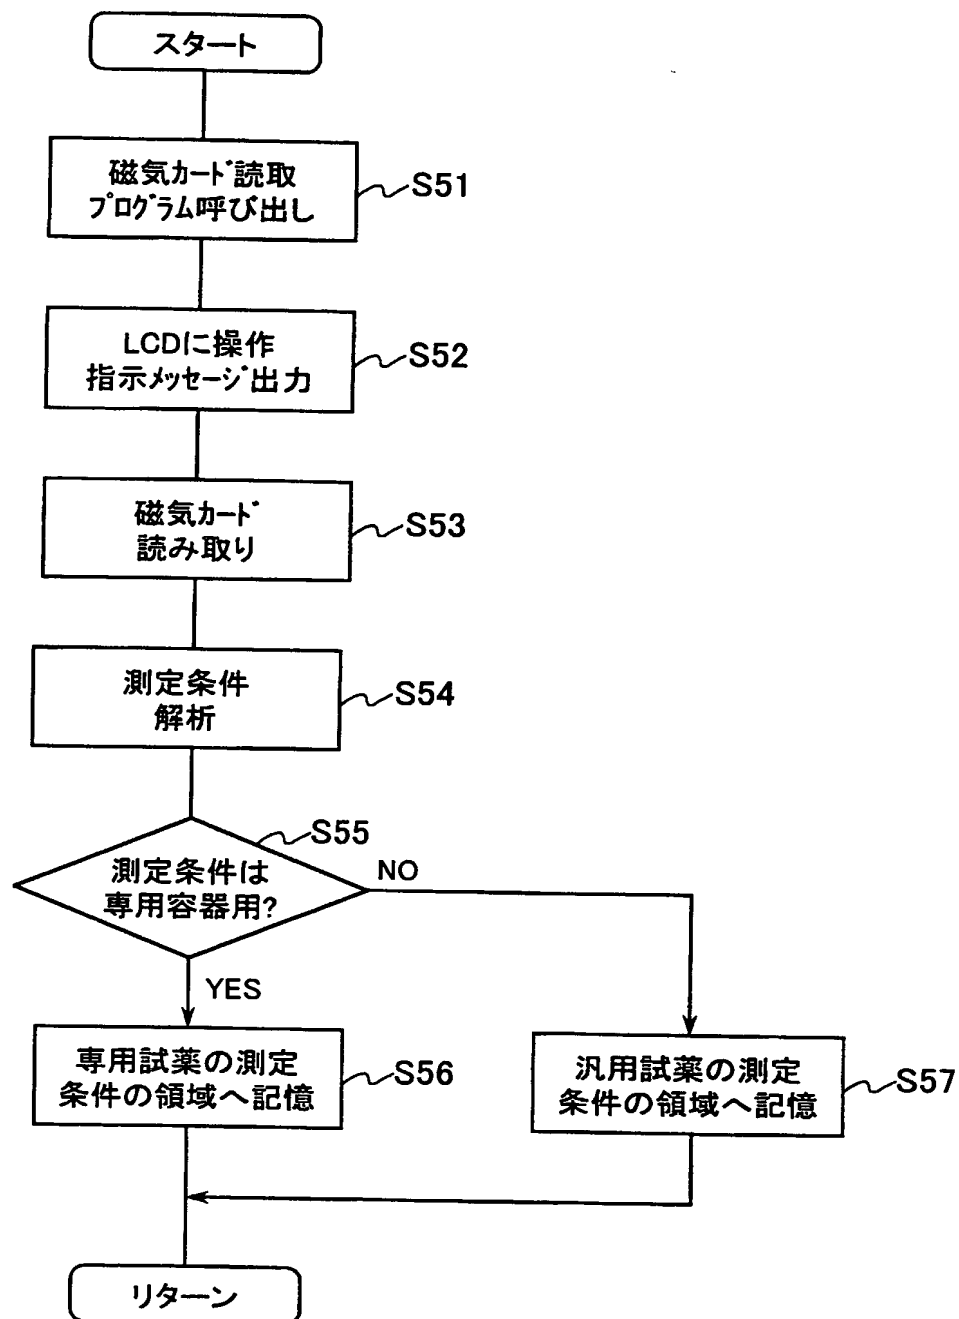 スタート
磁気ｶｰﾄﾞ読取
ﾌﾟﾛｸﾞﾗﾑ呼び出し
S51
LCDに操作
指示ﾒｯｾｰｼﾞ出力
S52
磁気ｶｰﾄﾞ
読み取り
S53
測定条件
解析
S54
S55
測定条件は
専用容器用?
NO
YES
専用試薬の測定
条件の領域へ記憶
S56
汎用試薬の測定
条件の領域へ記憶
S57
リターン